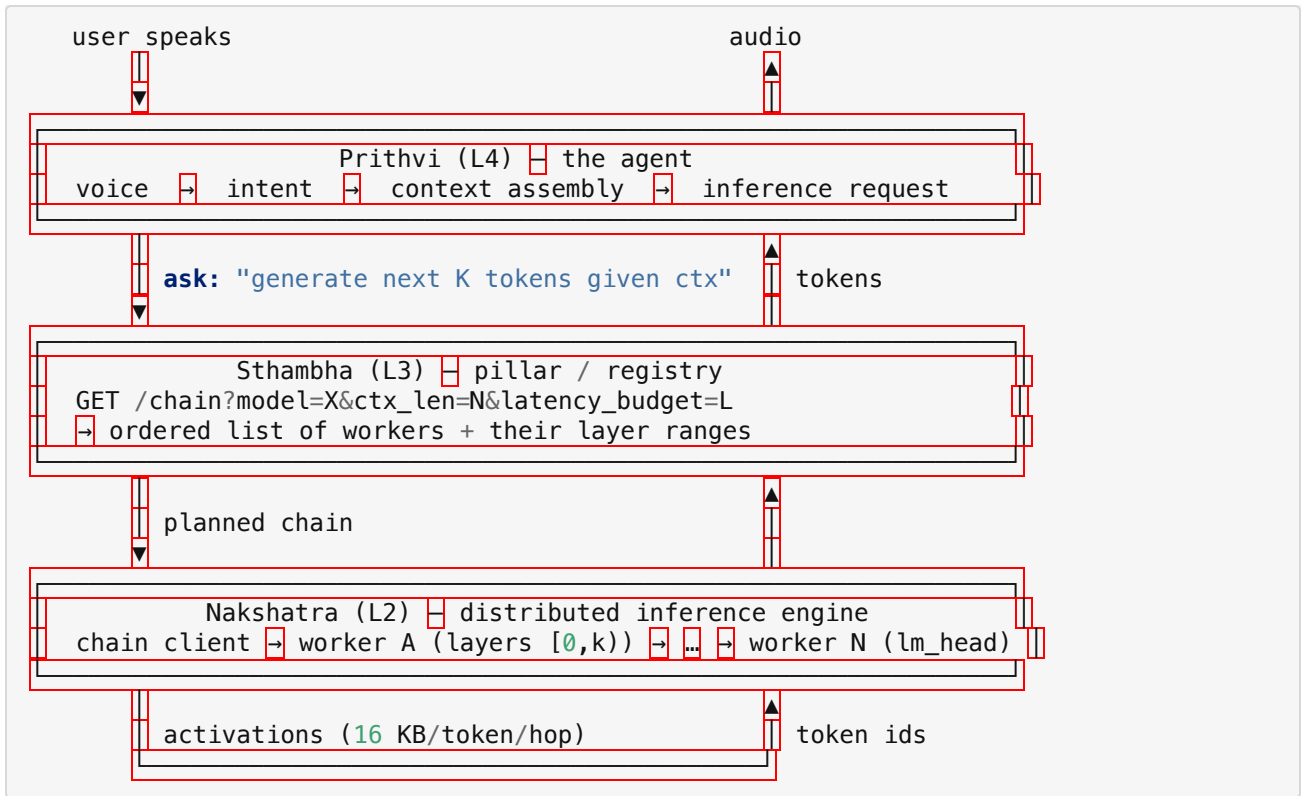 user speaks audio
▼ ▲
Prithvi (L4) — the agent
voice → intent → context assembly → inference request
▲
ask: "generate next K tokens given ctx" tokens
▼
Sthambha (L3) — pillar / registry
GET /chain?model=X&ctx_len=N&latency_budget=L
→ ordered list of workers + their layer ranges
▲
planned chain
▼
Nakshatra (L2) — distributed inference engine
chain client → worker A (layers [0,k)) → … → worker N (lm_head)
▲
activations (16 KB/token/hop) token ids